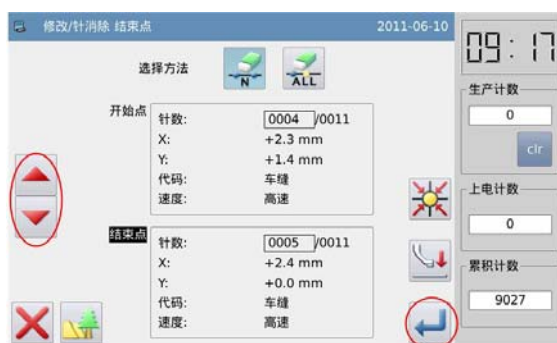 修改/针消除 结束点 2011-06-10
选择方法 N ALL
开始点
针数: 0004 /0011
X: +2.3 mm
Y: +1.4 mm
代码: 车缝
速度: 高速
结束点
针数: 0005 /0011
X: +2.4 mm
Y: +0.0 mm
代码: 车缝
速度: 高速
09:17
生产计数
0
clr
上电计数
0
累积计数
9027